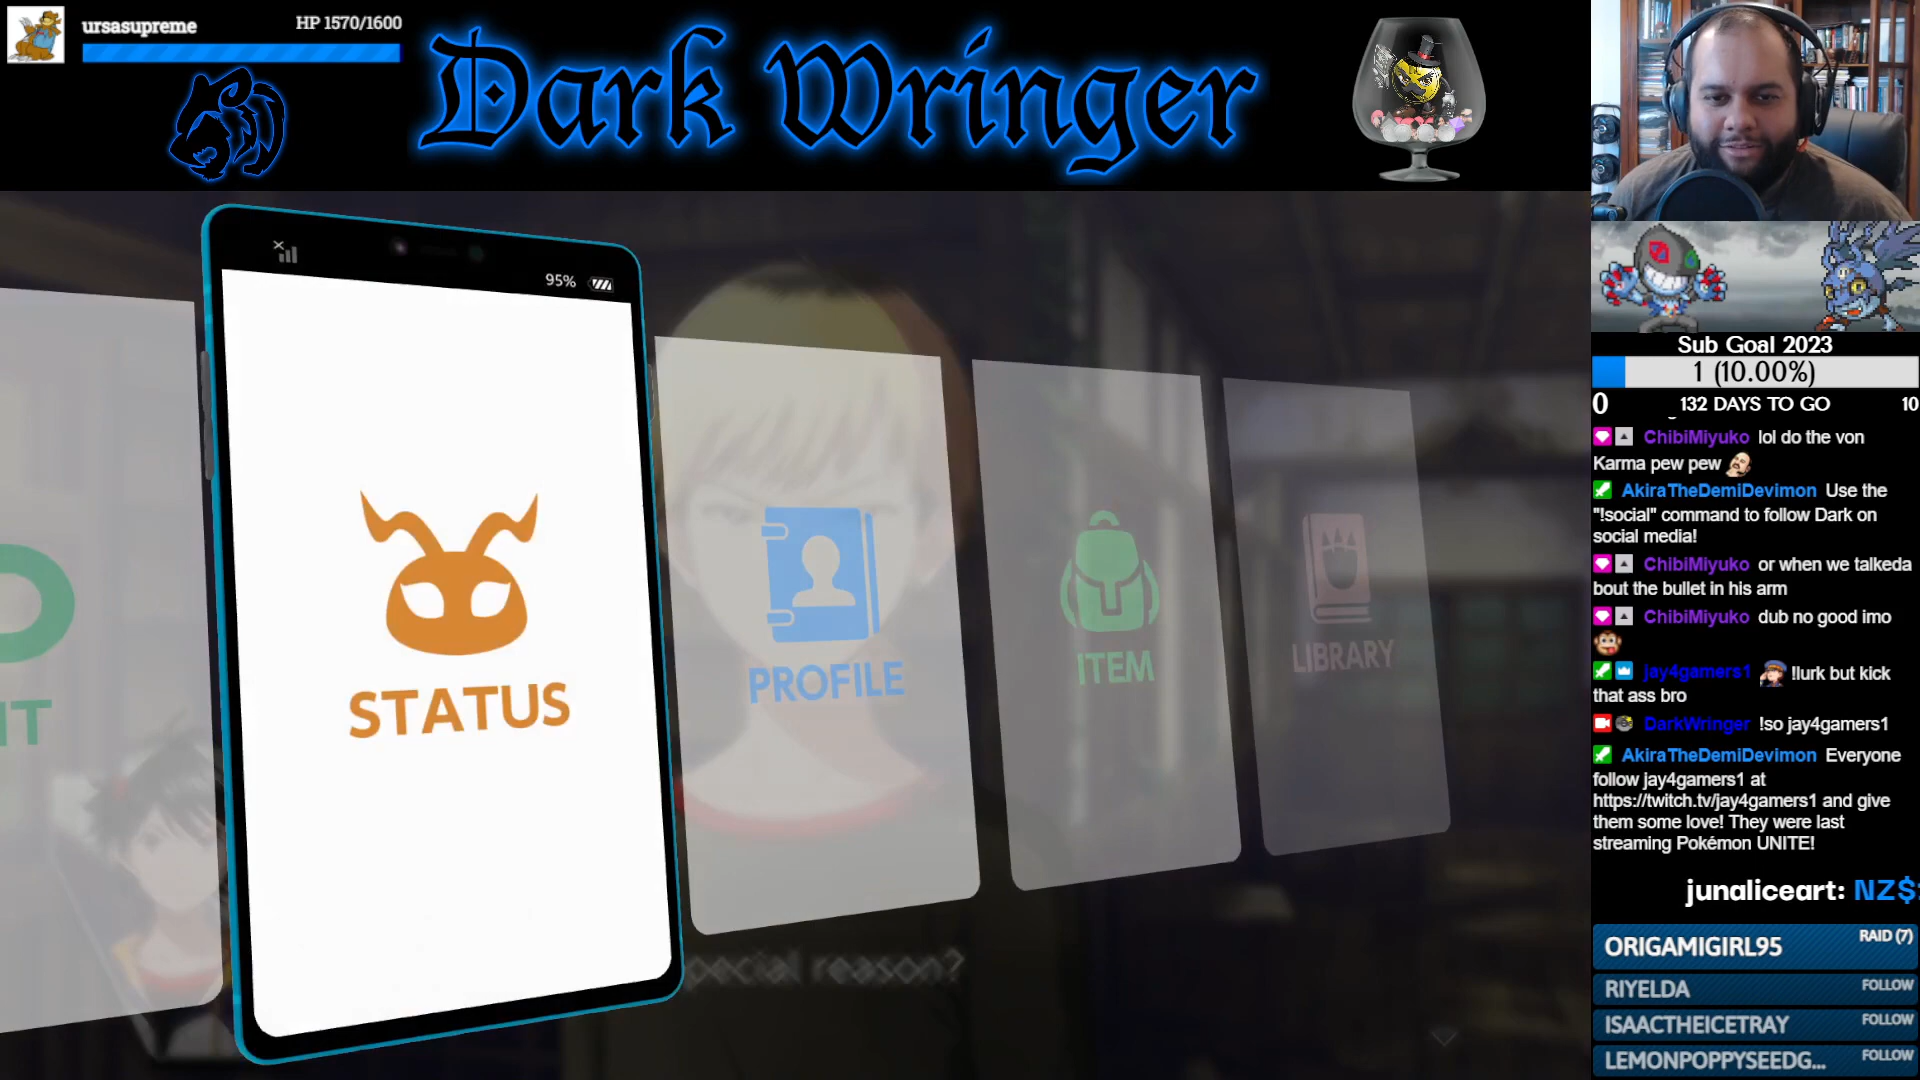 ursasupreme
HP 1570/1600
Dark Wringer
95%
STATUS
PROFILE
ITEM
LIBRARY
IT
pecial reason?
Sub Goal 2023
1 (10.00%)
0
132 DAYS TO GO
10
ChibiMiyuko lol do the von
Karma pew pew
AkiraTheDemiDevimon Use the
"!social" command to follow Dark on
social media!
ChibiMiyuko or when we talkeda
bout the bullet in his arm
ChibiMiyuko dub no good imo
jay4gamers1 !lurk but kick
that ass bro
DarkWringer !so jay4gamers1
AkiraTheDemiDevimon Everyone
follow jay4gamers1 at
https://twitch.tv/jay4gamers1 and give
them some love! They were last
streaming Pokémon UNITE!
junaliceart: NZ$
ORIGAMIGIRL95 RAID (7)
RIYELDA FOLLOW
ISAACTHEICETRAY FOLLOW
LEMONPOPPYSEEDG... FOLLOW